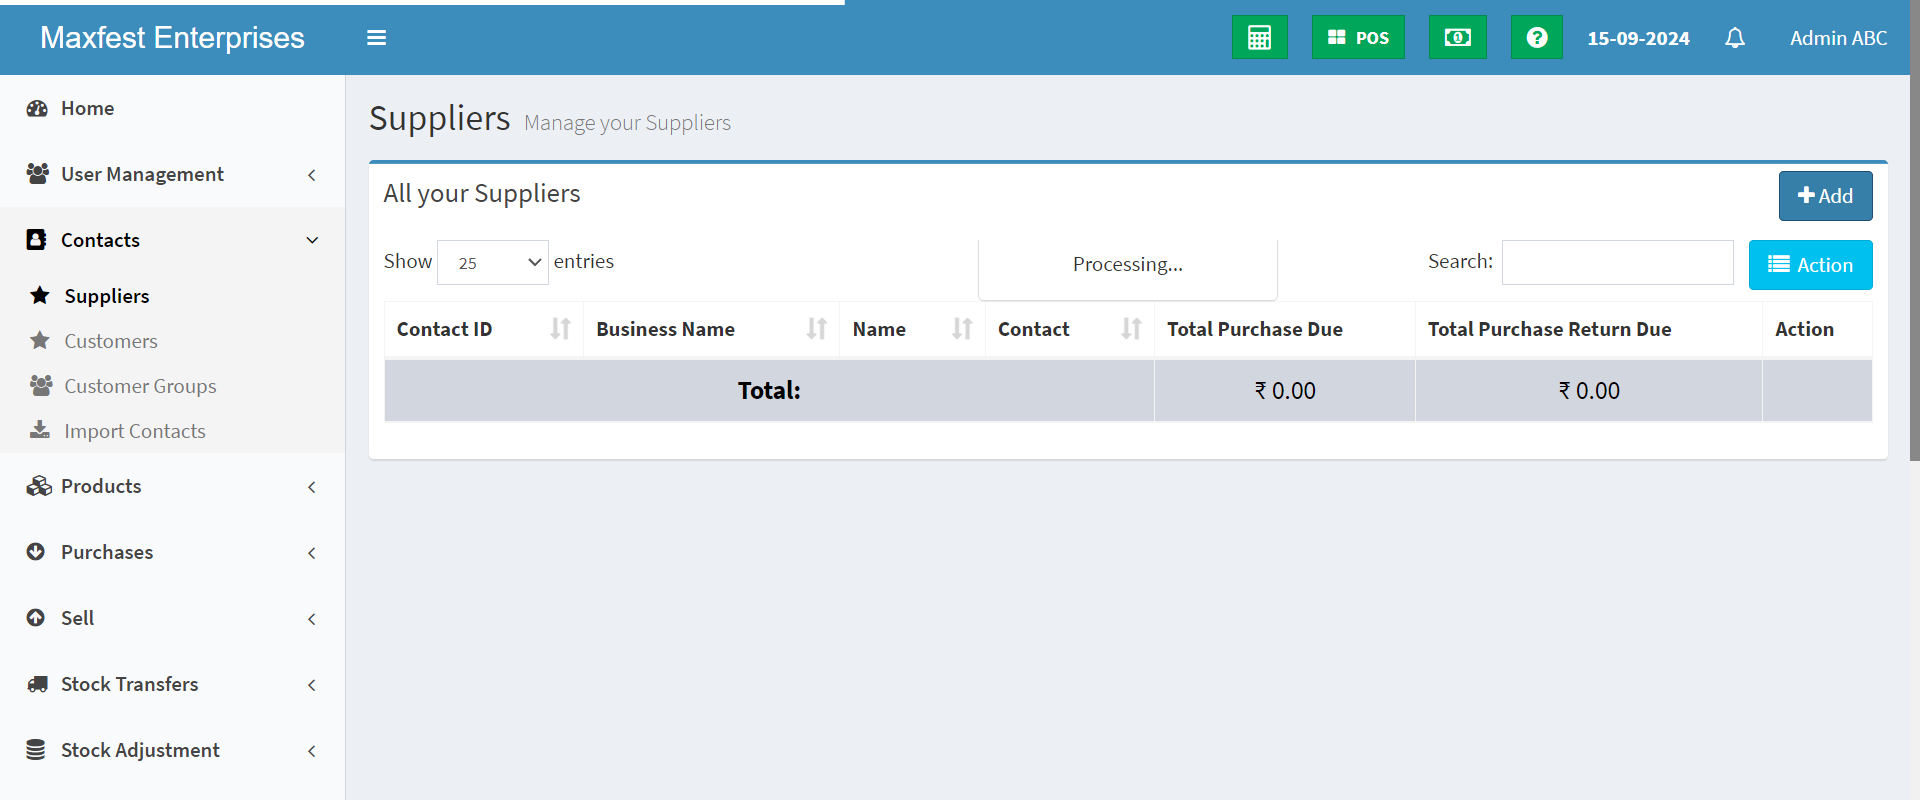 Maxfest Enterprises
POS
15-09-2024
Admin ABC
Home
User Management
Contacts
Suppliers
Customers
Customer Groups
Import Contacts
Products
Purchases
Sell
Stock Transfers
Stock Adjustment
Suppliers Manage your Suppliers
All your Suppliers
Add
Show 25 entries
Processing...
Search:
Action
Contact ID Business Name Name Contact Total Purchase Due Total Purchase Return Due Action
Total: ₹ 0.00 ₹ 0.00